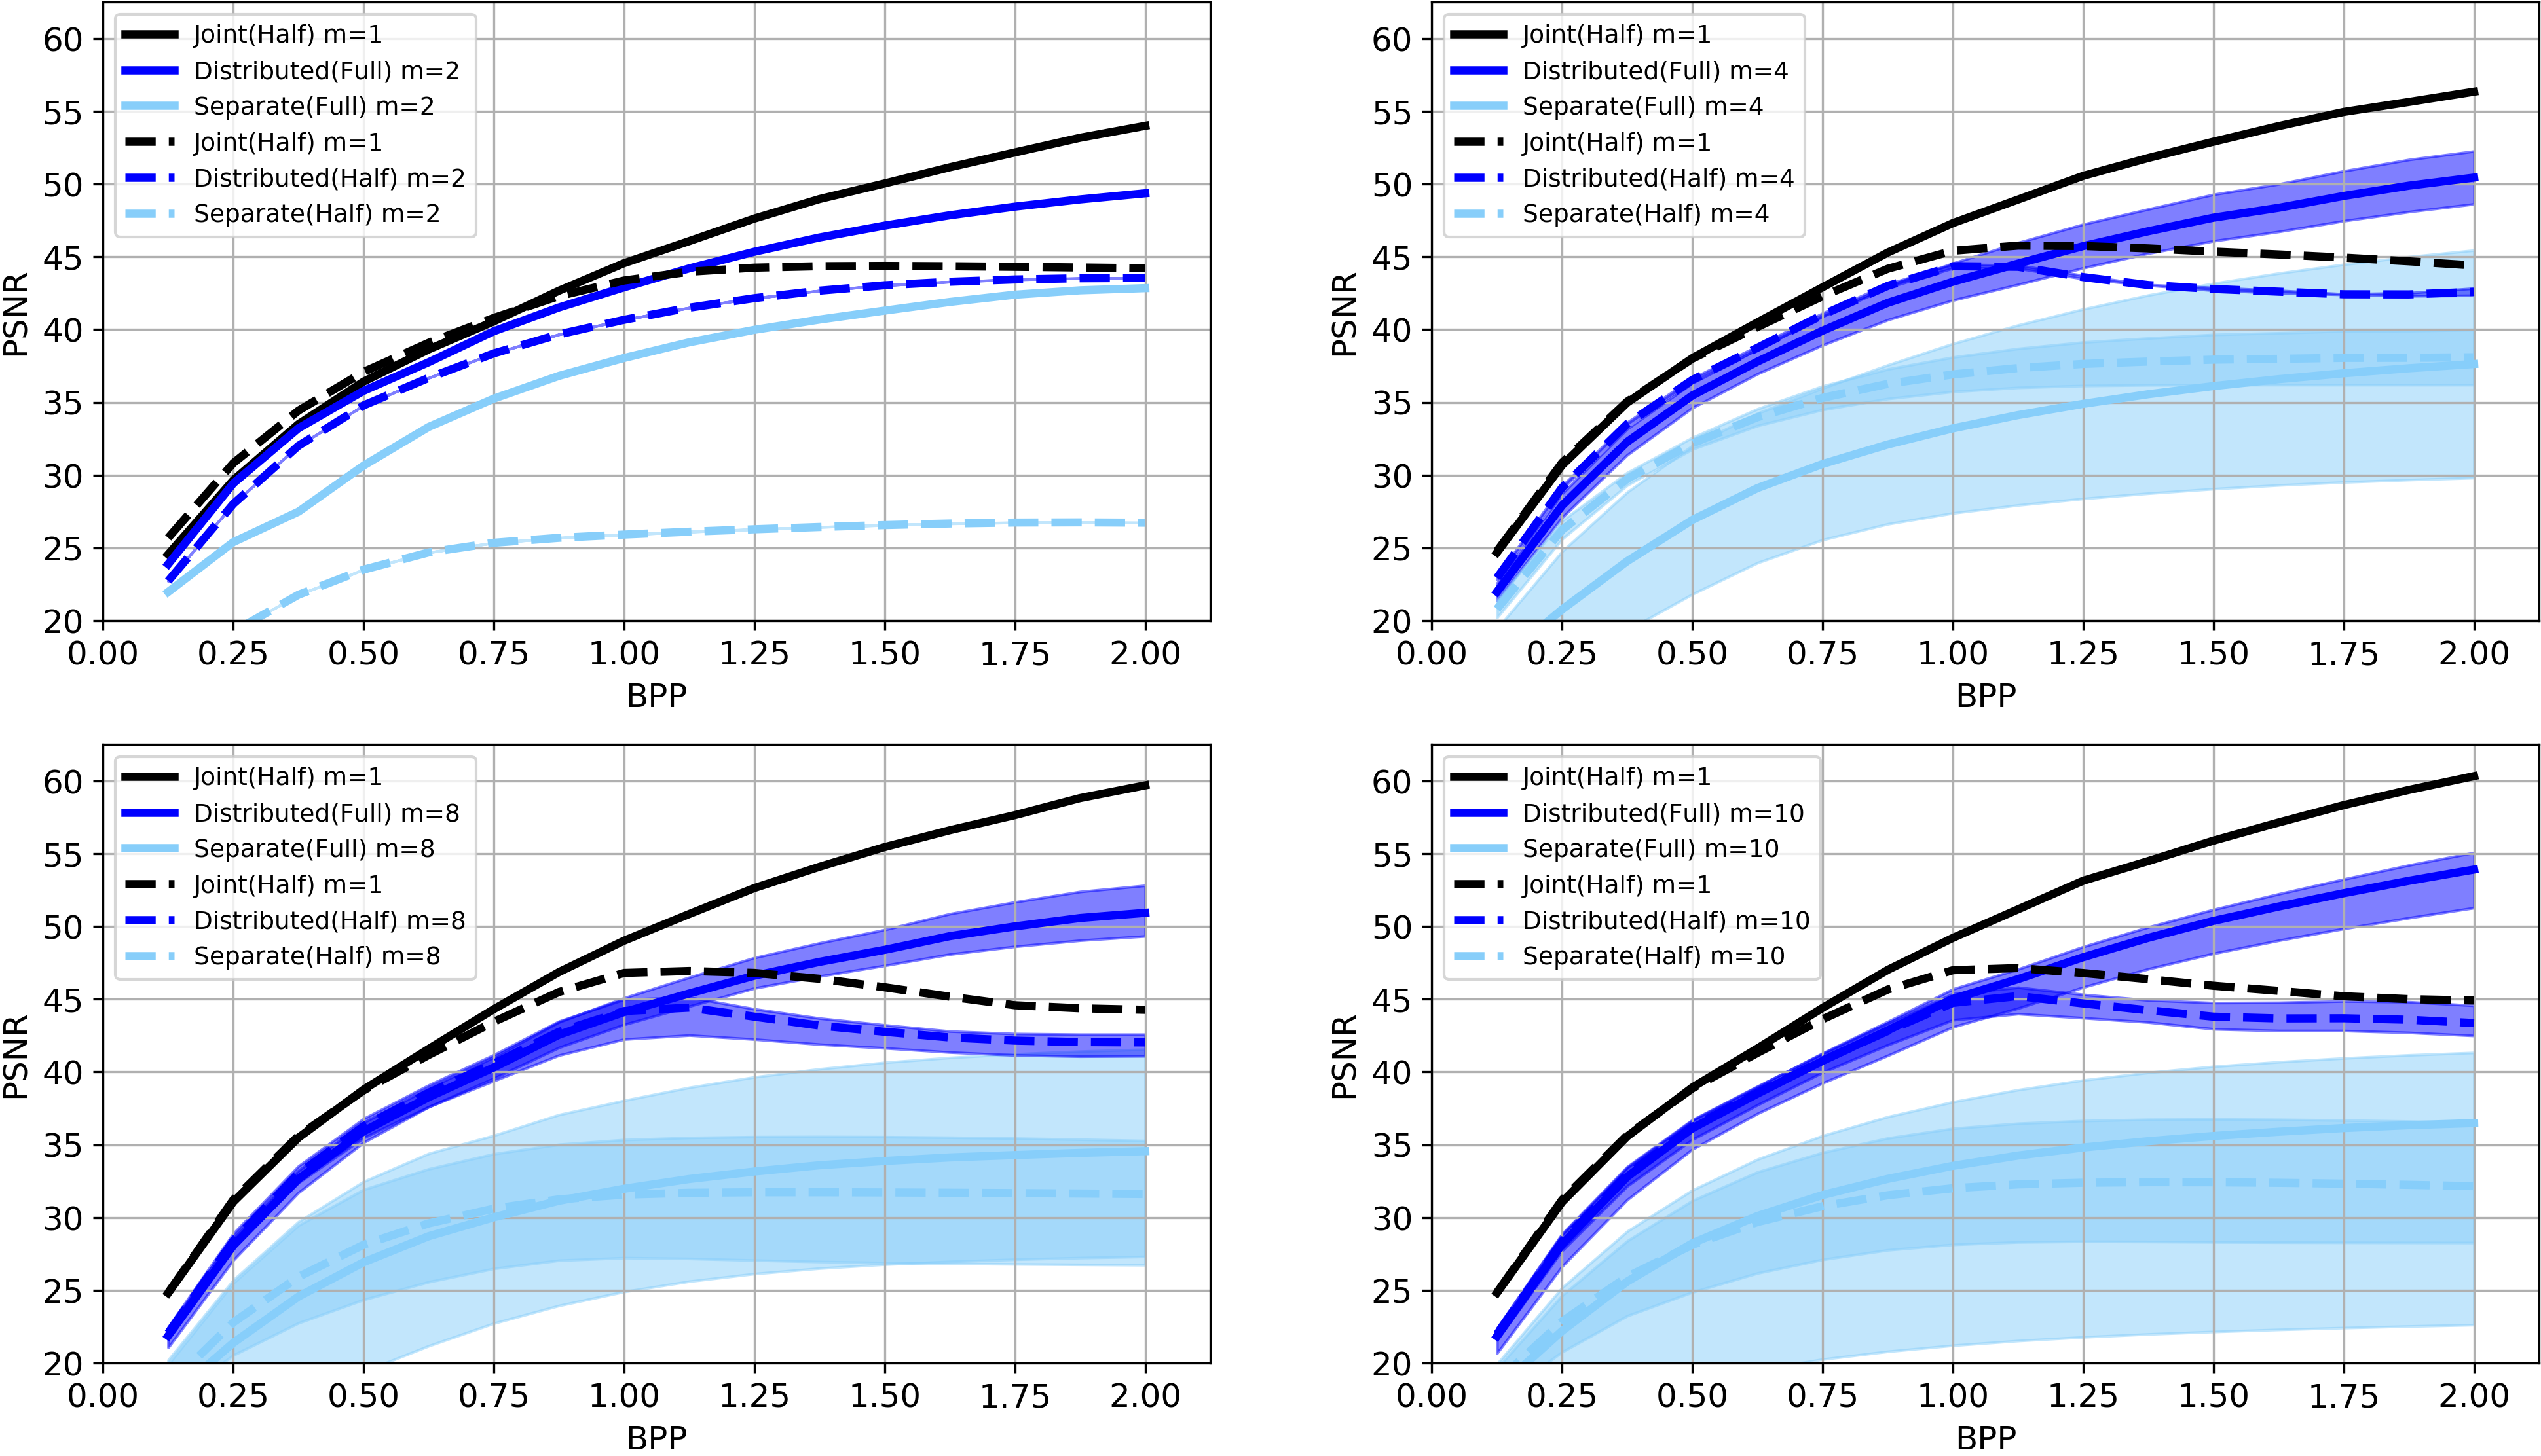 60
55
50
45
40
35
30
25
20
PSNR
Joint(Half) m=1
Distributed(Full) m=2
Separate(Full) m=2
Joint(Half) m=1
Distributed(Half) m=2
Separate(Half) m=2
0.00 0.25 0.50 0.75 1.00 1.25 1.50 1.75 2.00
BPP
60
55
50
45
40
35
30
25
20
PSNR
Joint(Half) m=1
Distributed(Full) m=4
Separate(Full) m=4
Joint(Half) m=1
Distributed(Half) m=4
Separate(Half) m=4
0.00 0.25 0.50 0.75 1.00 1.25 1.50 1.75 2.00
BPP
60
55
50
45
40
35
30
25
20
PSNR
Joint(Half) m=1
Distributed(Full) m=8
Separate(Full) m=8
Joint(Half) m=1
Distributed(Half) m=8
Separate(Half) m=8
0.00 0.25 0.50 0.75 1.00 1.25 1.50 1.75 2.00
BPP
60
55
50
45
40
35
30
25
20
PSNR
Joint(Half) m=1
Distributed(Full) m=10
Separate(Full) m=10
Joint(Half) m=1
Distributed(Half) m=10
Separate(Half) m=10
0.00 0.25 0.50 0.75 1.00 1.25 1.50 1.75 2.00
BPP